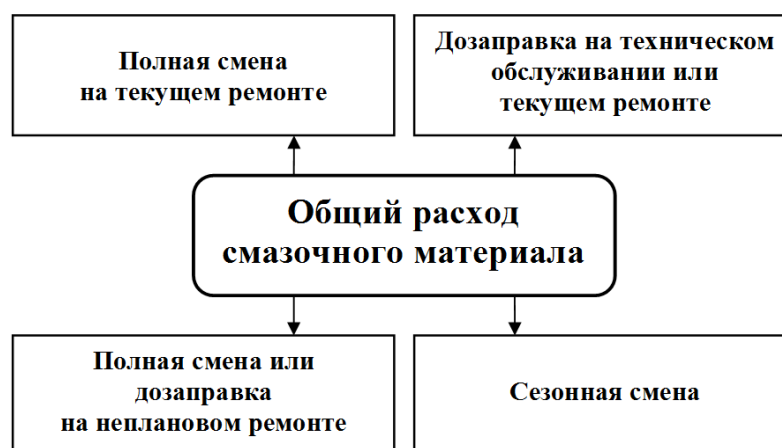 Полная смена
на текущем ремонте
Дозаправка на техническом
обслуживании или
текущем ремонте
Общий расход
смазочного материала
Полная смена или
дозаправка
на неплановом ремонте
Сезонная смена